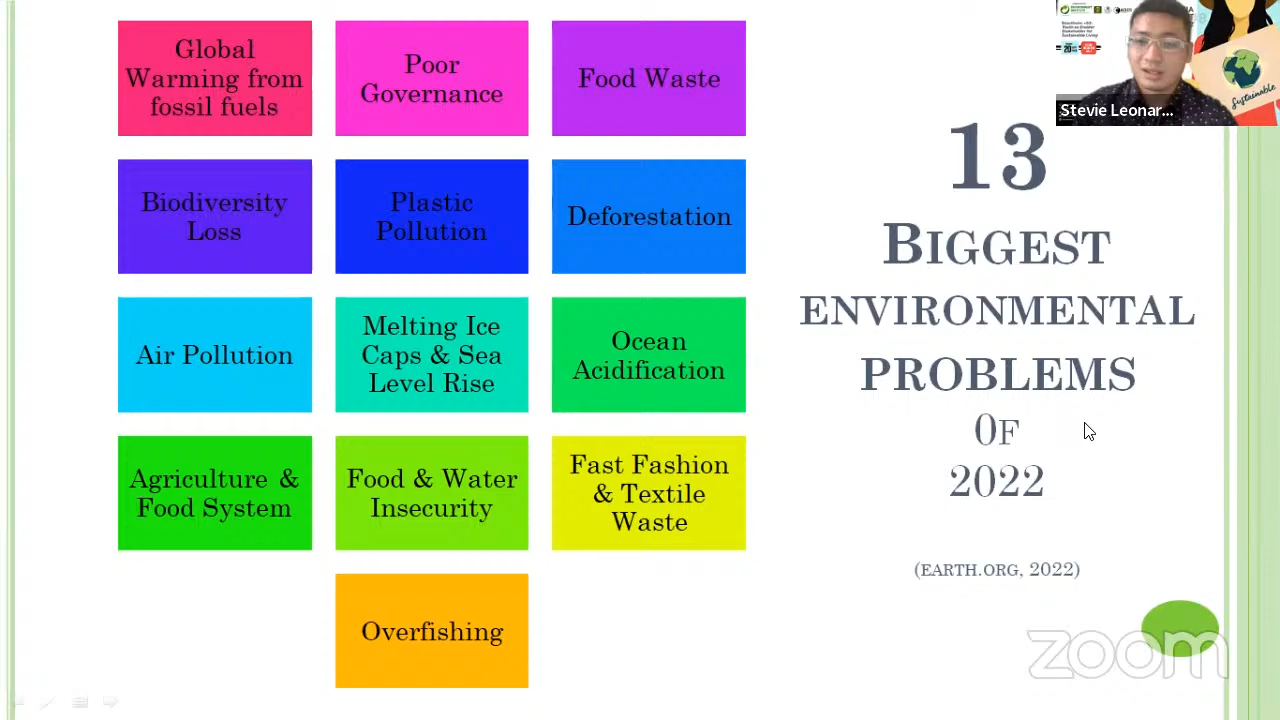 Global
Warming from
fossil fuels
Poor
Governance
Food Waste
Biodiversity
Loss
Plastic
Pollution
Deforestation
Air Pollution
Melting Ice
Caps & Sea
Level Rise
Ocean
Acidification
Agriculture &
Food System
Food & Water
Insecurity
Fast Fashion
& Textile
Waste
Overfishing
13
BIGGEST
ENVIRONMENTAL
PROBLEMS
0F
2022
(EARTH.ORG, 2022)
Stevie Leonar...
Sustainable
zoom